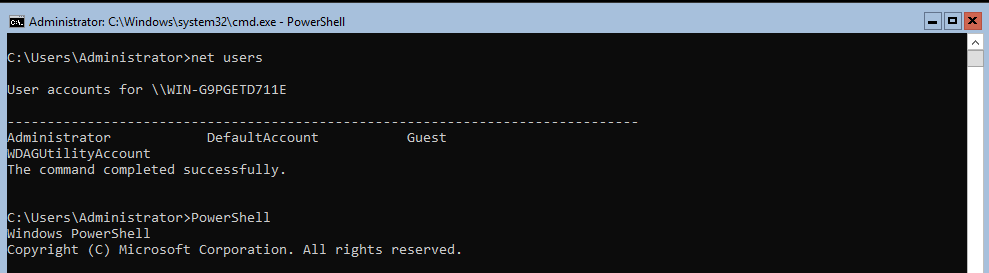 Administrator: C:\Windows\system32\cmd.exe - PowerShell
C:\Users\Administrator>net users
User accounts for \\WIN-G9PGETD711E
-------------------------------------------------------------------------------
Administrator            DefaultAccount           Guest
WDAGUtilityAccount
The command completed successfully.
C:\Users\Administrator>PowerShell
Windows PowerShell
Copyright (C) Microsoft Corporation. All rights reserved.